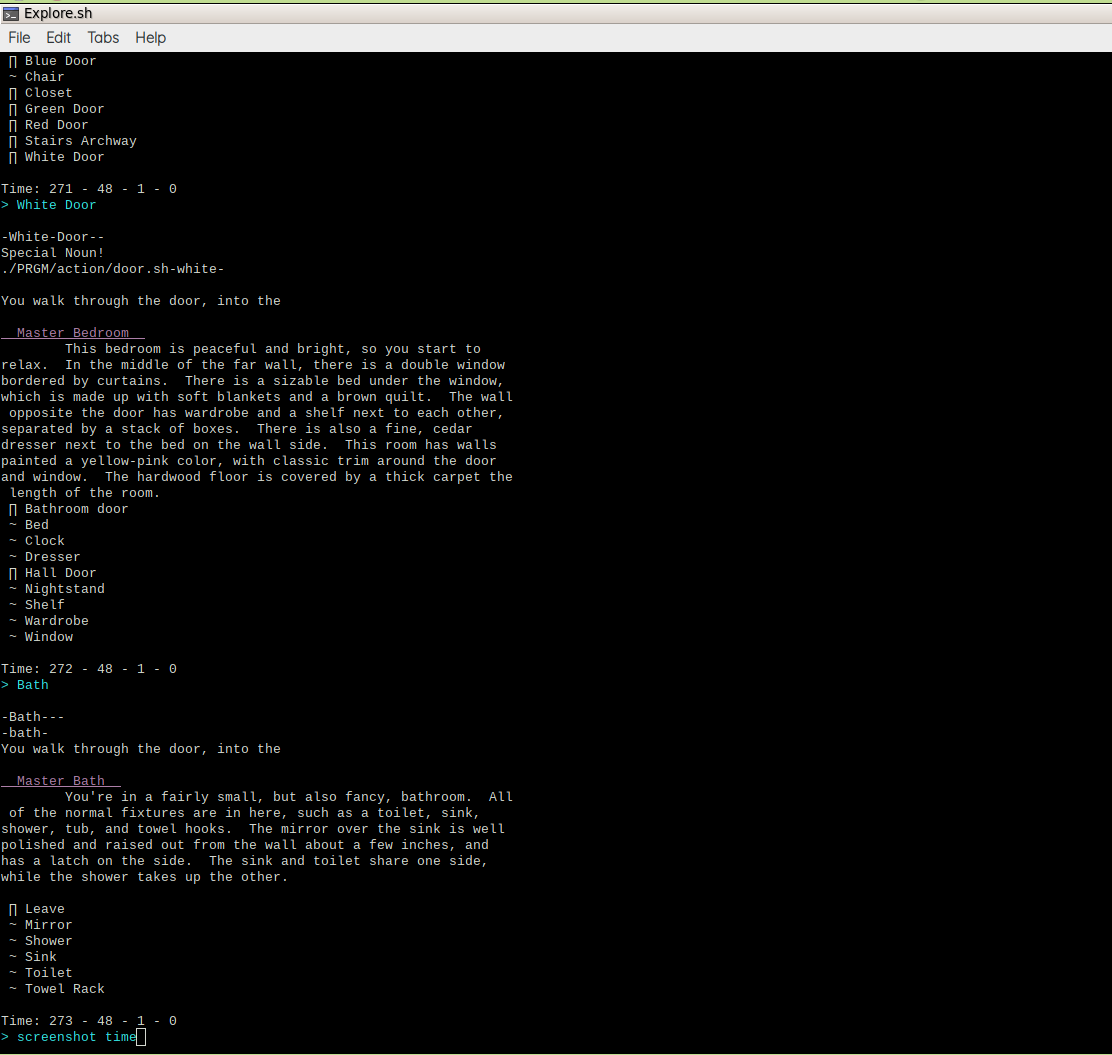 Explore.sh
File Edit Tabs Help
∏ Blue Door
~ Chair
∏ Closet
∏ Green Door
∏ Red Door
∏ Stairs Archway
∏ White Door
Time: 271 - 48 - 1 - 0
> White Door
-White-Door--
Special Noun!
./PRGM/action/door.sh-white-
You walk through the door, into the
__Master Bedroom__
This bedroom is peaceful and bright, so you start to
relax.  In the middle of the far wall, there is a double window
bordered by curtains.  There is a sizable bed under the window,
which is made up with soft blankets and a brown quilt.  The wall
opposite the door has wardrobe and a shelf next to each other,
separated by a stack of boxes.  There is also a fine, cedar
dresser next to the bed on the wall side.  This room has walls
painted a yellow-pink color, with classic trim around the door
and window.  The hardwood floor is covered by a thick carpet the
length of the room.
∏ Bathroom door
~ Bed
~ Clock
~ Dresser
∏ Hall Door
~ Nightstand
~ Shelf
~ Wardrobe
~ Window
Time: 272 - 48 - 1 - 0
> Bath
-Bath---
-bath-
You walk through the door, into the
__Master Bath__
You're in a fairly small, but also fancy, bathroom.  All
of the normal fixtures are in here, such as a toilet, sink,
shower, tub, and towel hooks.  The mirror over the sink is well
polished and raised out from the wall about a few inches, and
has a latch on the side.  The sink and toilet share one side,
while the shower takes up the other.
∏ Leave
~ Mirror
~ Shower
~ Sink
~ Toilet
~ Towel Rack
Time: 273 - 48 - 1 - 0
> screenshot time